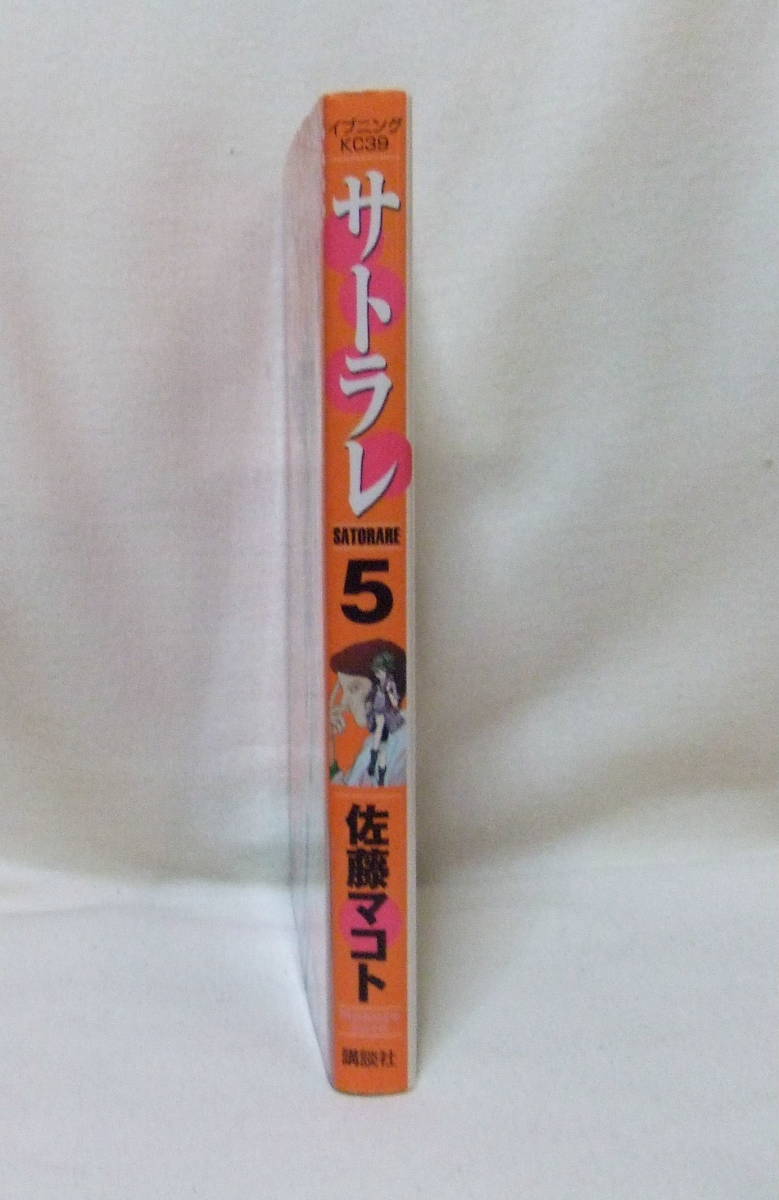 イブニング
KC39
サトラレ
SATORARE
5
佐藤マコト
講談社